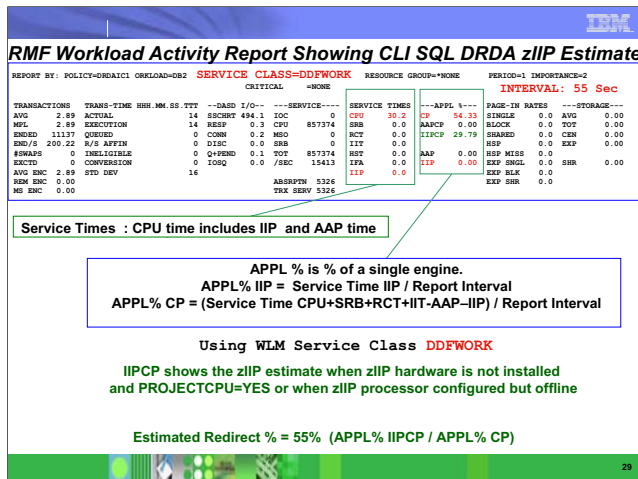 IBM
RMF Workload Activity Report Showing CLI SQL DRDA zIIP Estimate
REPORT BY: POLICY=DRDAIC1 ORKLOAD=DB2 SERVICE CLASS=DDFWORK RESOURCE GROUP=*NONE PERIOD=1 IMPORTANCE=2
CRITICAL =NONE INTERVAL: 55 Sec
TRANSACTIONS TRANS-TIME HHH.MM.SS.TTT --DASD I/O-- ---SERVICE---- SERVICE TIMES ---APPL %--- PAGE-IN RATES ---STORAGE---
AVG 2.89 ACTUAL 14 SSCHRT 494.1 IOC 0 CPU 30.2 CP 54.33 SINGLE 0.0 AVG 0.00
MPL 2.89 EXECUTION 14 RESP 0.3 CPU 857374 SRB 0.0 AAPCP 0.00 BLOCK 0.0 TOT 0.00
ENDED 11137 QUEUED 0 CONN 0.2 MSO 0 RCT 0.0 IIPCP 29.79 SHARED 0.0 CEN 0.00
END/S 200.22 R/S AFFIN 0 DISC 0.0 SRB 0 IIT 0.0 HSP 0.0 EXP 0.00
#SWAPS 0 INELIGIBLE 0 Q+PEND 0.1 TOT 857374 HST 0.0 AAP 0.00 HSP MISS 0.0
EXCTD 0 CONVERSION 0 IOSQ 0.0 /SEC 15413 IFA 0.0 IIP 0.00 EXP SNGL 0.0 SHR 0.00
AVG ENC 2.89 STD DEV 16 IIP 0.0 EXP BLK 0.0
REM ENC 0.00 ABSRPTN 5326 EXP SHR 0.0
MS ENC 0.00 TRX SERV 5326
Service Times : CPU time includes IIP and AAP time
APPL % is % of a single engine.
APPL% IIP = Service Time IIP / Report Interval
APPL% CP = (Service Time CPU+SRB+RCT+IIT-AAP–IIP) / Report Interval
Using WLM Service Class DDFWORK
IIPCP shows the zIIP estimate when zIIP hardware is not installed
and PROJECTCPU=YES or when zIIP processor configured but offline
Estimated Redirect % = 55% (APPL% IIPCP / APPL% CP)
29